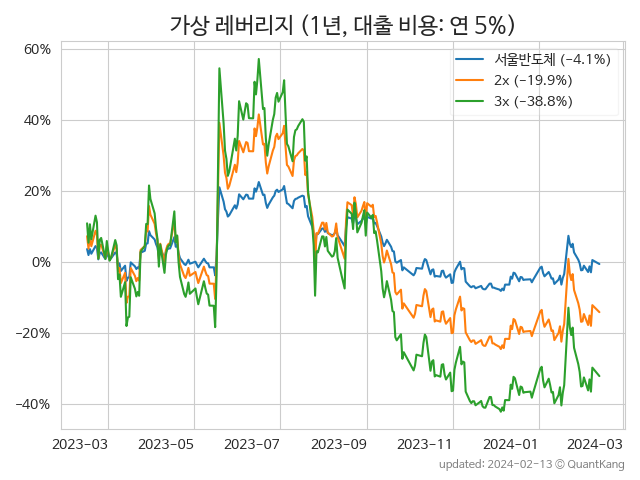 가상 레버리지 (1년, 대출 비용: 연 5%)
서울반도체 (−4.1%)
2x (−19.9%)
3x (−38.8%)
60%
40%
20%
0%
−20%
−40%
2023−03 2023−05 2023−07 2023−09 2023−11 2024−01 2024−03
updated: 2024-02-13 © QuantKang